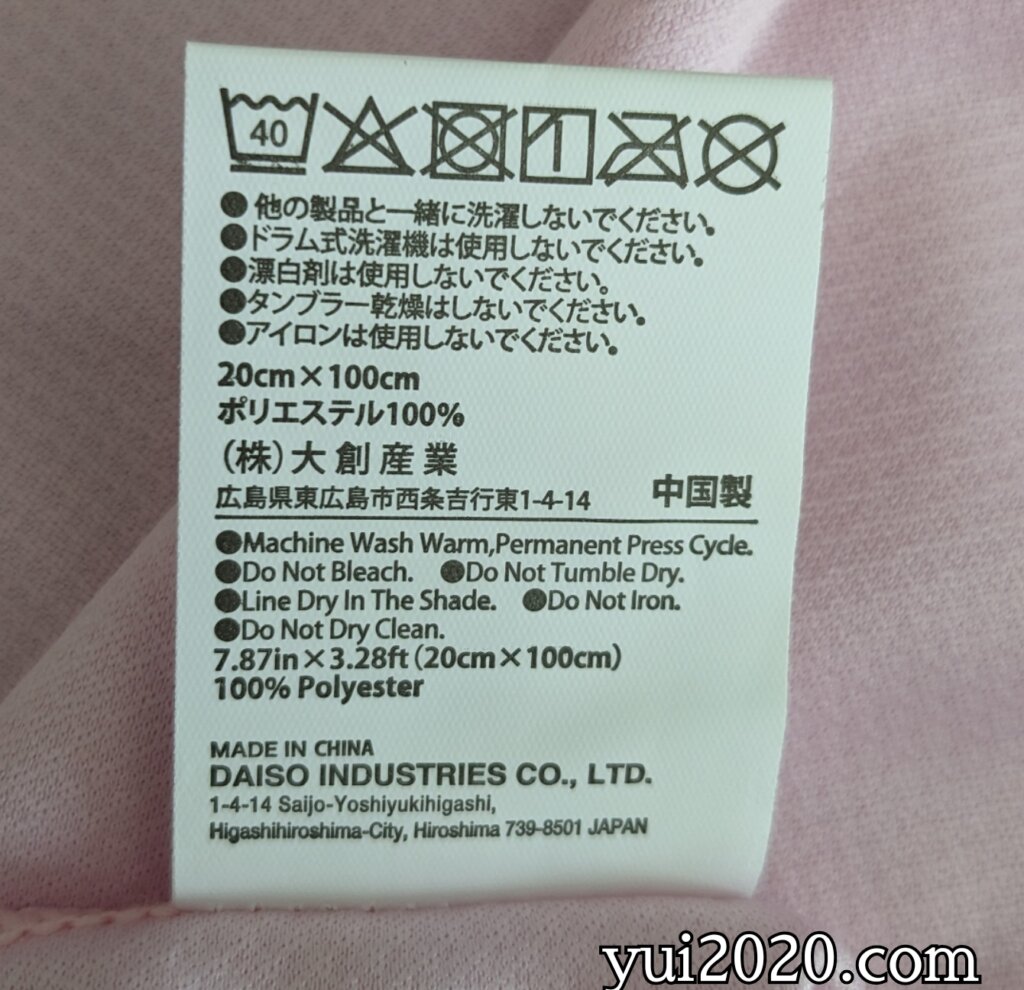 40
●他の製品と一緒に洗濯しないでください。
●ドラム式洗濯機は使用しないでください。
●漂白剤は使用しないでください。
●タンブラー乾燥はしないでください。
●アイロンは使用しないでください。
20cm×100cm
ポリエステル100%
(株)大創産業
広島県東広島市西条吉行東1-4-14 中国製
●Machine Wash Warm,Permanent Press Cycle.
●Do Not Bleach. ●Do Not Tumble Dry.
●Line Dry In The Shade. ●Do Not Iron.
●Do Not Dry Clean.
7.87in×3.28ft(20cm×100cm)
100% Polyester
MADE IN CHINA
DAISO INDUSTRIES CO., LTD.
1-4-14 Saijo-Yoshiyukihigashi,
Higashihiroshima-City, Hiroshima 739-8501 JAPAN
yui2020.com